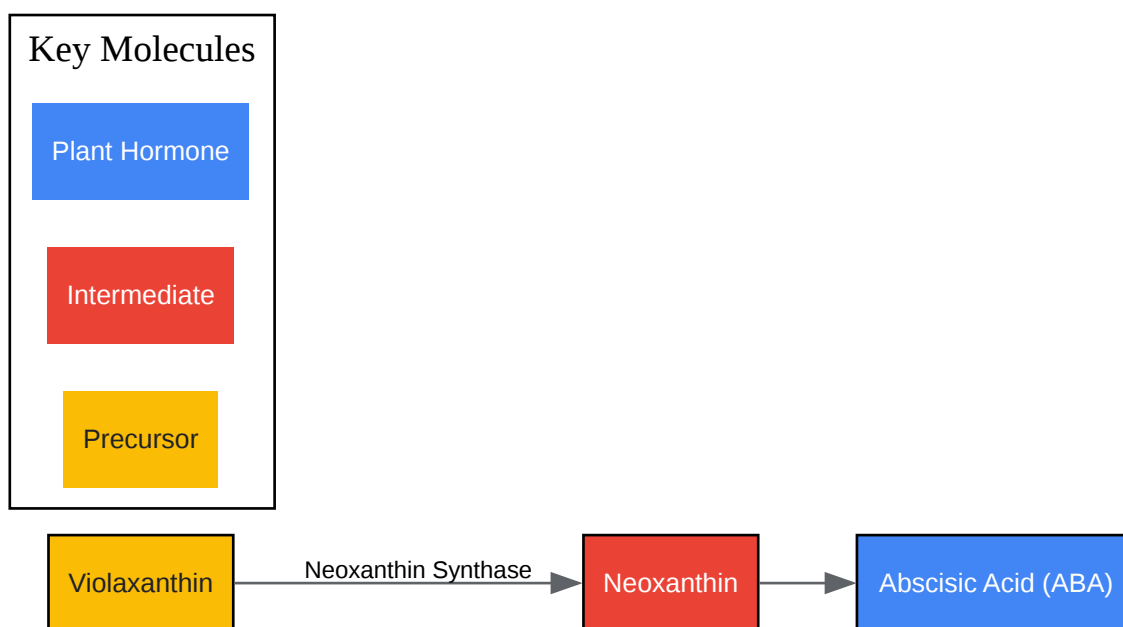 Key Molecules
Plant Hormone
Intermediate
Precursor
Violaxanthin
Neoxanthin Synthase
Neoxanthin
Abscisic Acid (ABA)